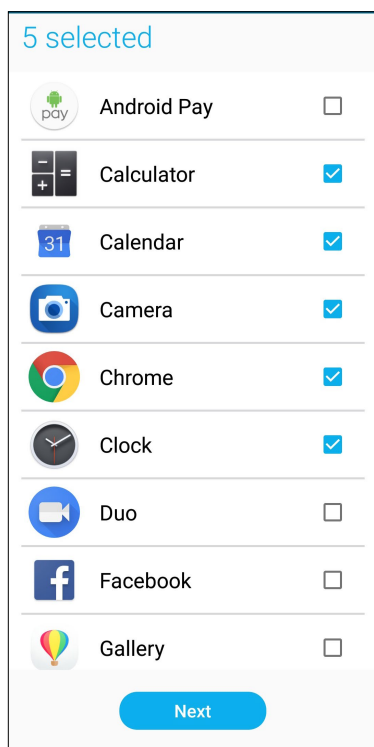 5 selected
pay
Android Pay
Calculator
31
Calendar
Camera
Chrome
Clock
Duo
f
Facebook
Gallery
Next